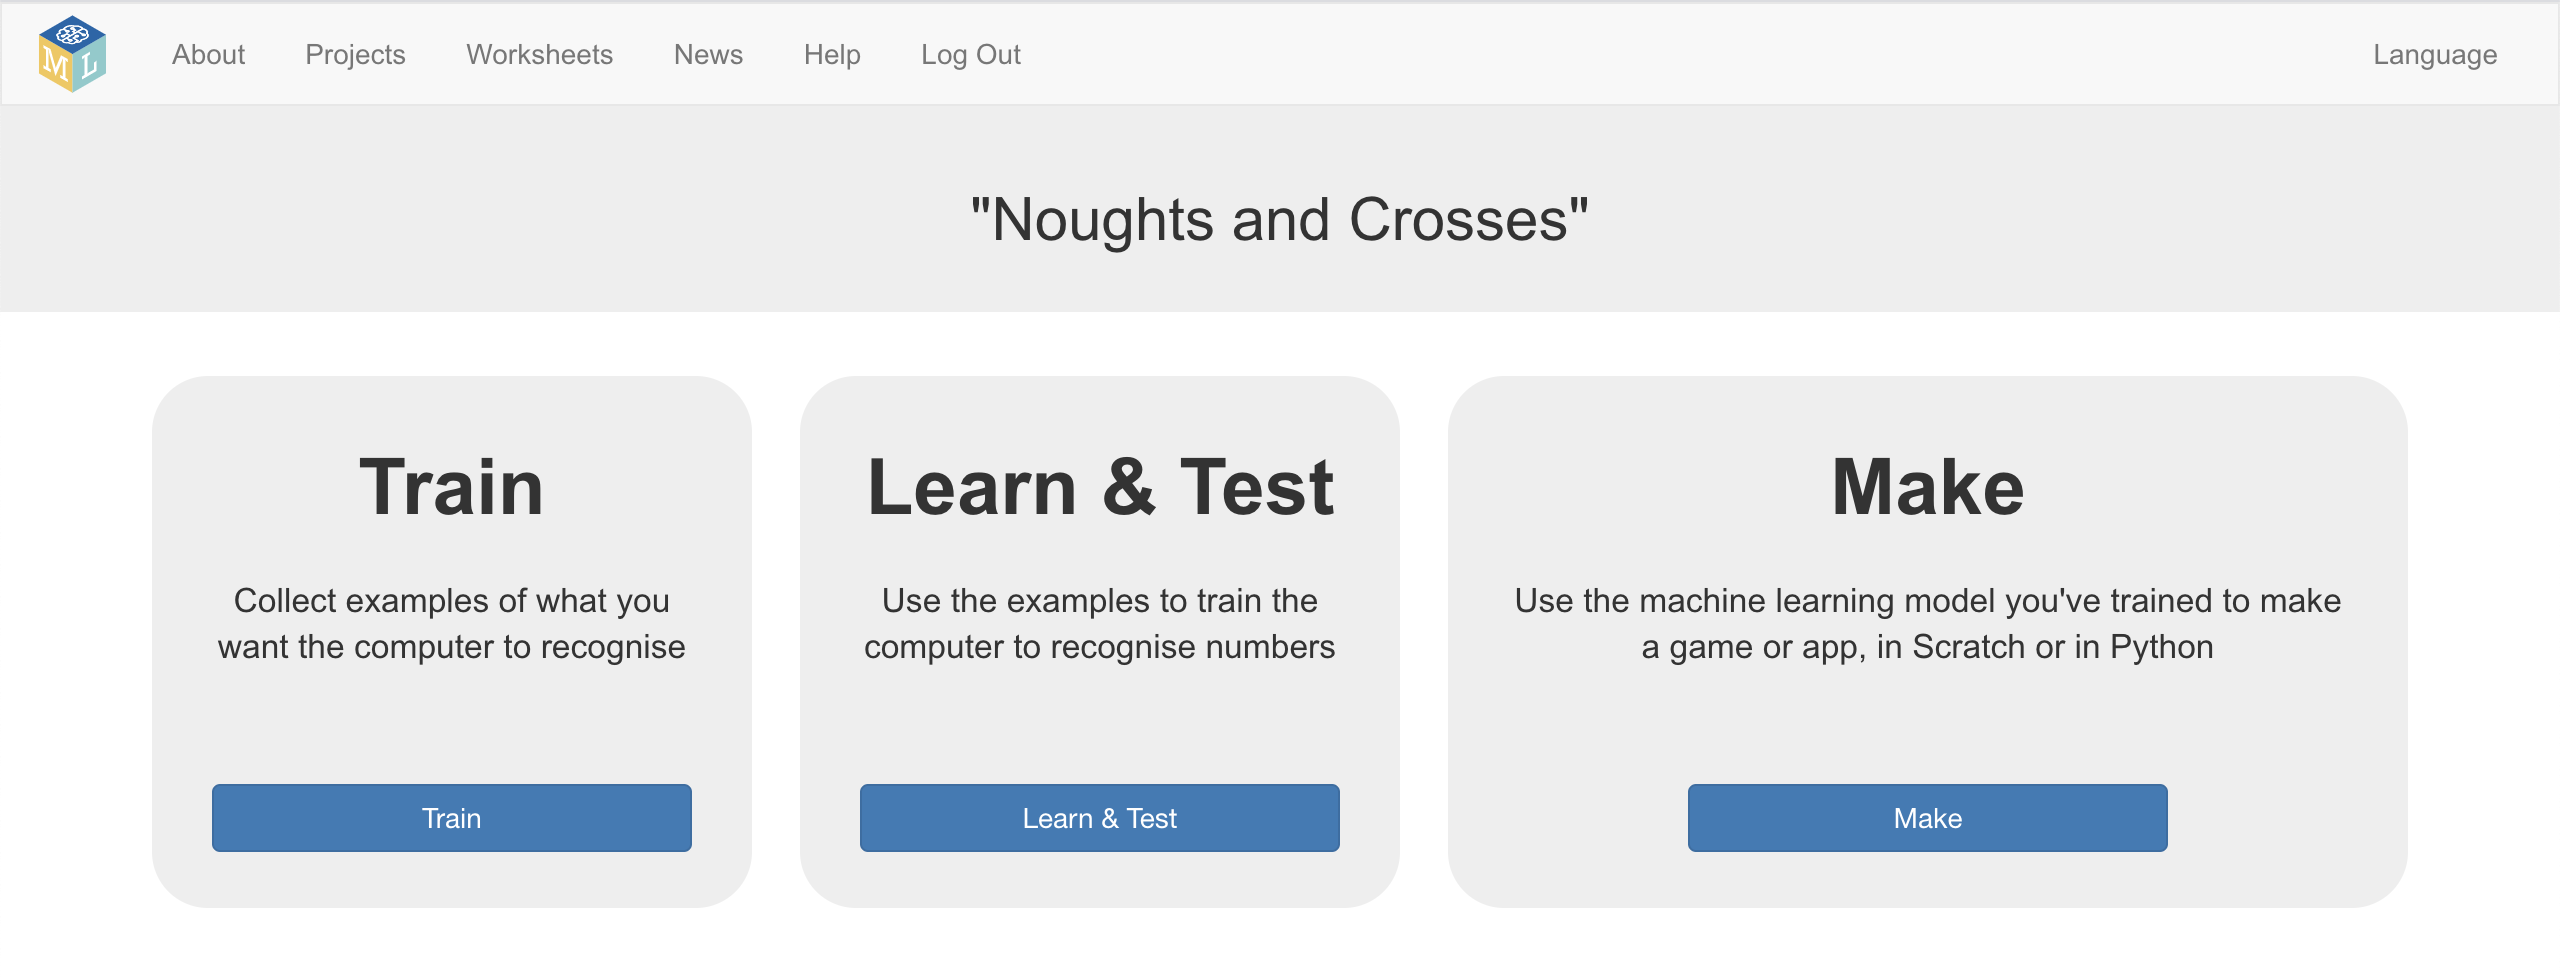 M L
About Projects Worksheets News Help Log Out Language
"Noughts and Crosses"
Train
Collect examples of what you
want the computer to recognise
Train
Learn & Test
Use the examples to train the
computer to recognise numbers
Learn & Test
Make
Use the machine learning model you've trained to make
a game or app, in Scratch or in Python
Make